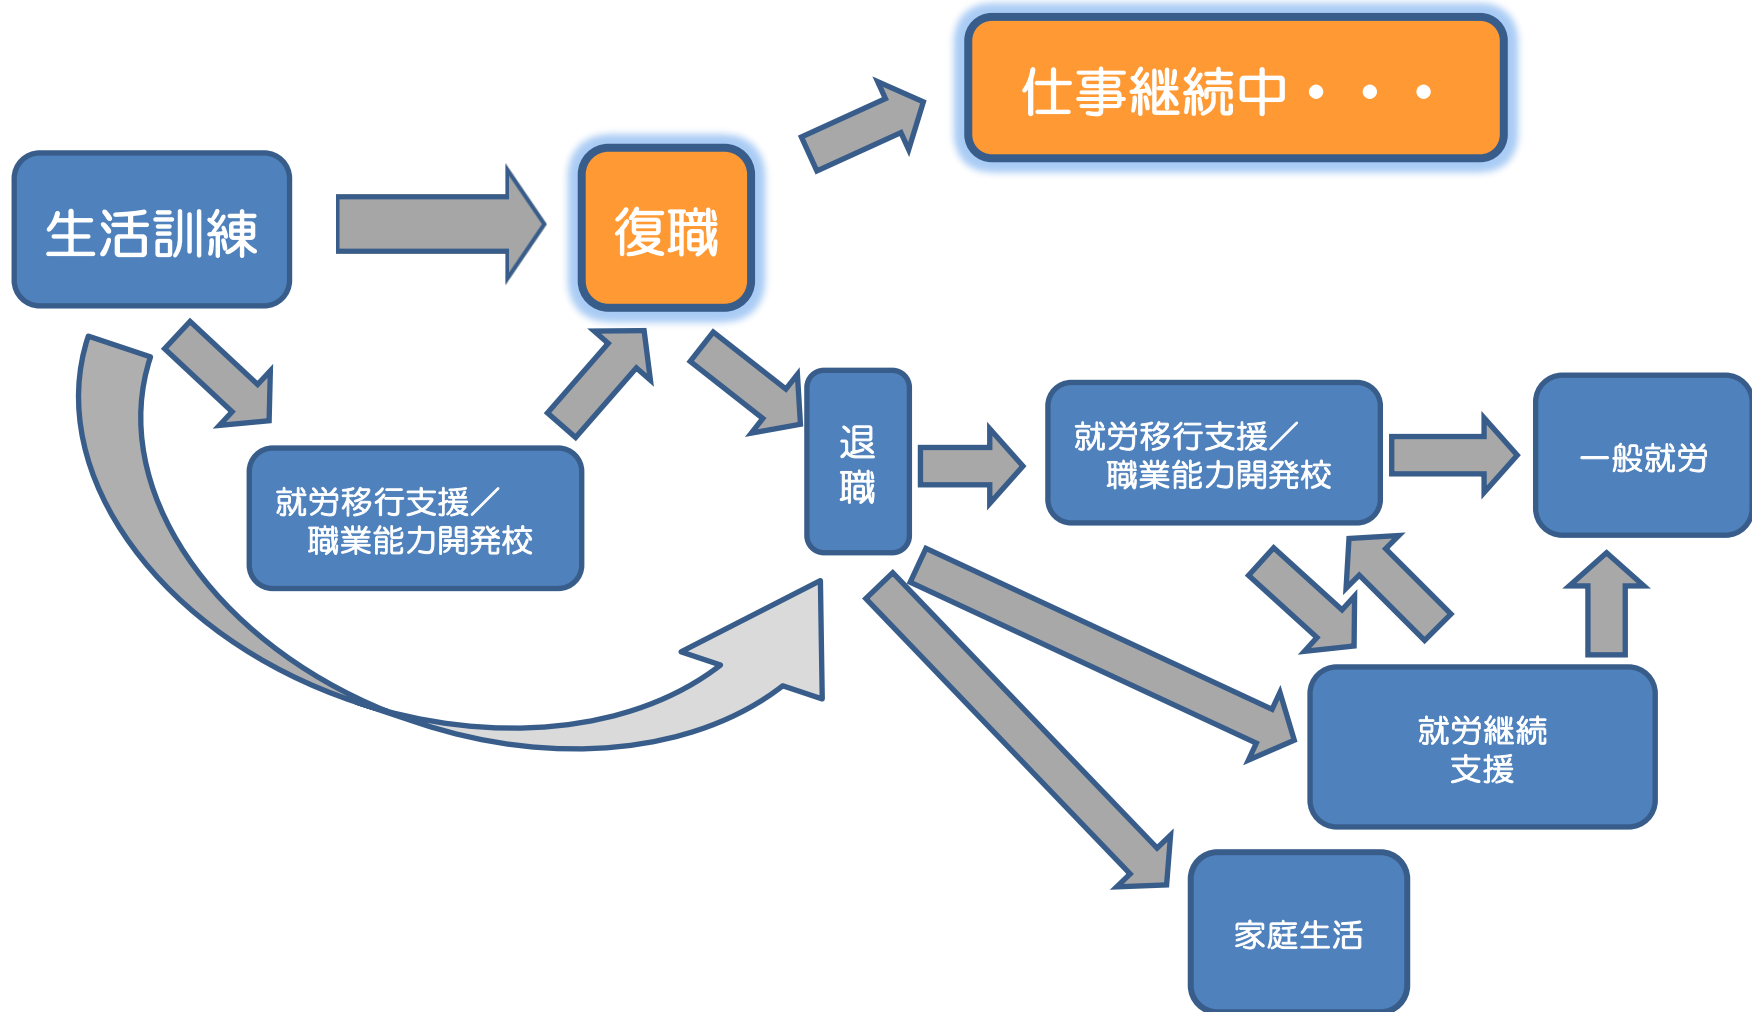 仕事継続中・・・
生活訓練
復職
退
職
就労移行支援／
職業能力開発校
一般就労
就労移行支援／
職業能力開発校
就労継続
支援
家庭生活